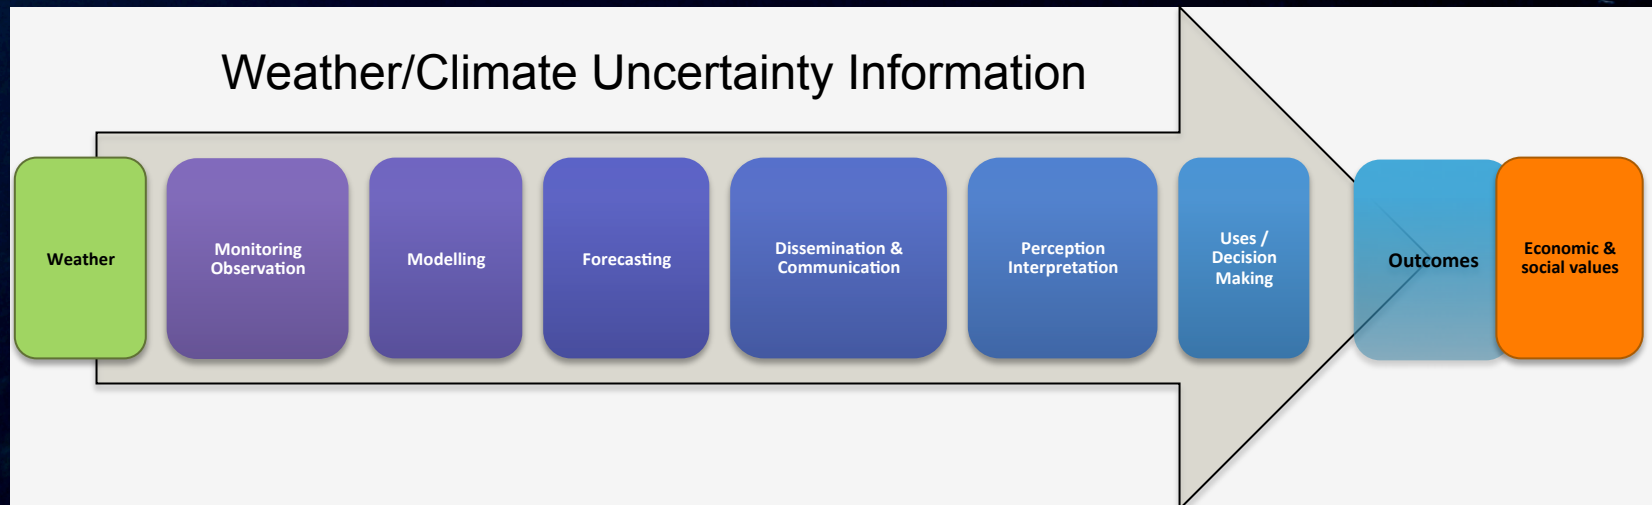 Weather/Climate Uncertainty Information
Weather
Monitoring
Observation
Modelling
Forecasting
Dissemination &
Communication
Perception
Interpretation
Uses /
Decision
Making
Outcomes
Economic &
social values